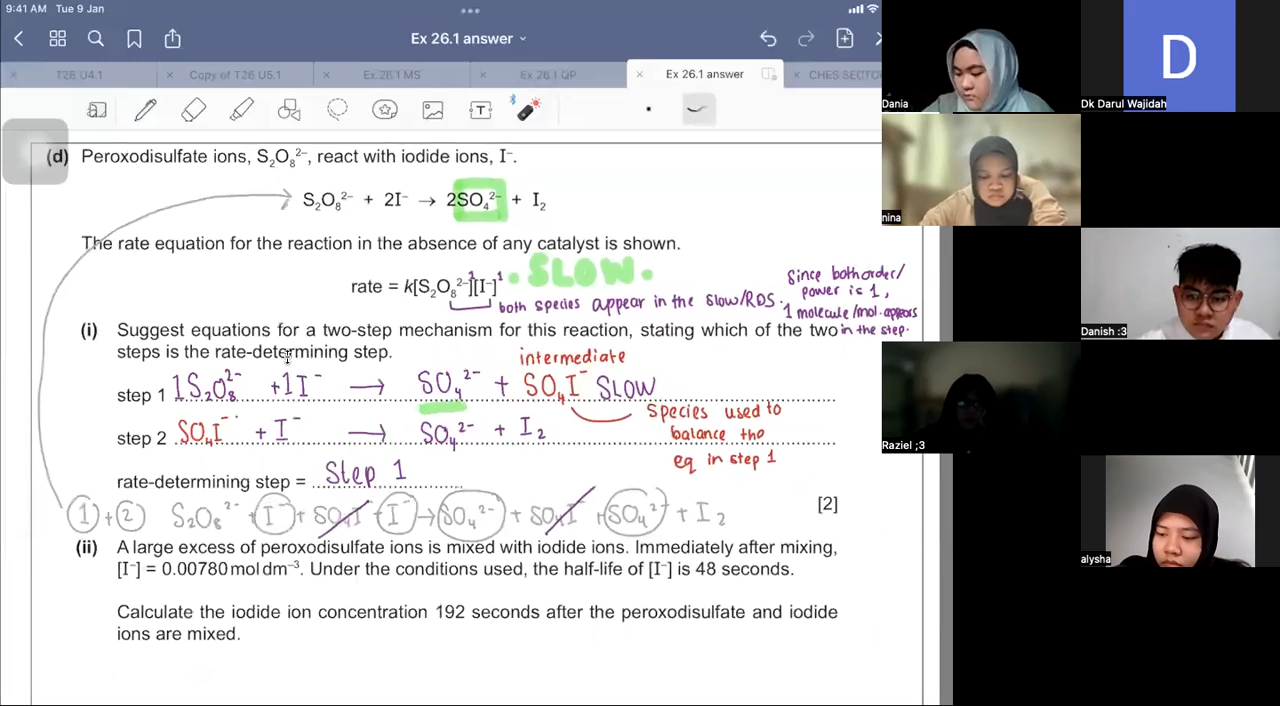 9:41 AM Tue 9 Jan
Ex 26.1 answer
T26 U4.1
Copy of T26 U5.1
Ex.26.1 MS
Ex 26.1 QP
Ex 26.1 answer
CHES SECTO
(d) Peroxodisulfate ions, S₂O₈²⁻, react with iodide ions, I⁻.
S₂O₈²⁻ + 2I⁻ → 2SO₄²⁻ + I₂
The rate equation for the reaction in the absence of any catalyst is shown.
rate = k[S₂O₈²⁻]¹[I⁻]¹ · SLOW.
both species appear in the slow/RDS.
Since both order/
power is 1,
1 molecule/mol. appears
in the step.
(i) Suggest equations for a two-step mechanism for this reaction, stating which of the two
steps is the rate-determining step.
intermediate
step 1 1S₂O₈²⁻ + 1I⁻ → SO₄²⁻ + SO₄I⁻ SLOW
Species used to
balance the
eq in step 1
step 2 SO₄I⁻ + I⁻ → SO₄²⁻ + I₂
rate-determining step = Step 1
① + ② S₂O₈²⁻ + I⁻ + SO₄I⁻ + I⁻ → SO₄²⁻ + SO₄I⁻ + SO₄²⁻ + I₂
[2]
(ii) A large excess of peroxodisulfate ions is mixed with iodide ions. Immediately after mixing,
[I⁻] = 0.00780 mol dm⁻³. Under the conditions used, the half-life of [I⁻] is 48 seconds.
Calculate the iodide ion concentration 192 seconds after the peroxodisulfate and iodide
ions are mixed.
Dania
D
Dk Darul Wajidah
nina
Danish :3
Raziel ;3
alysha